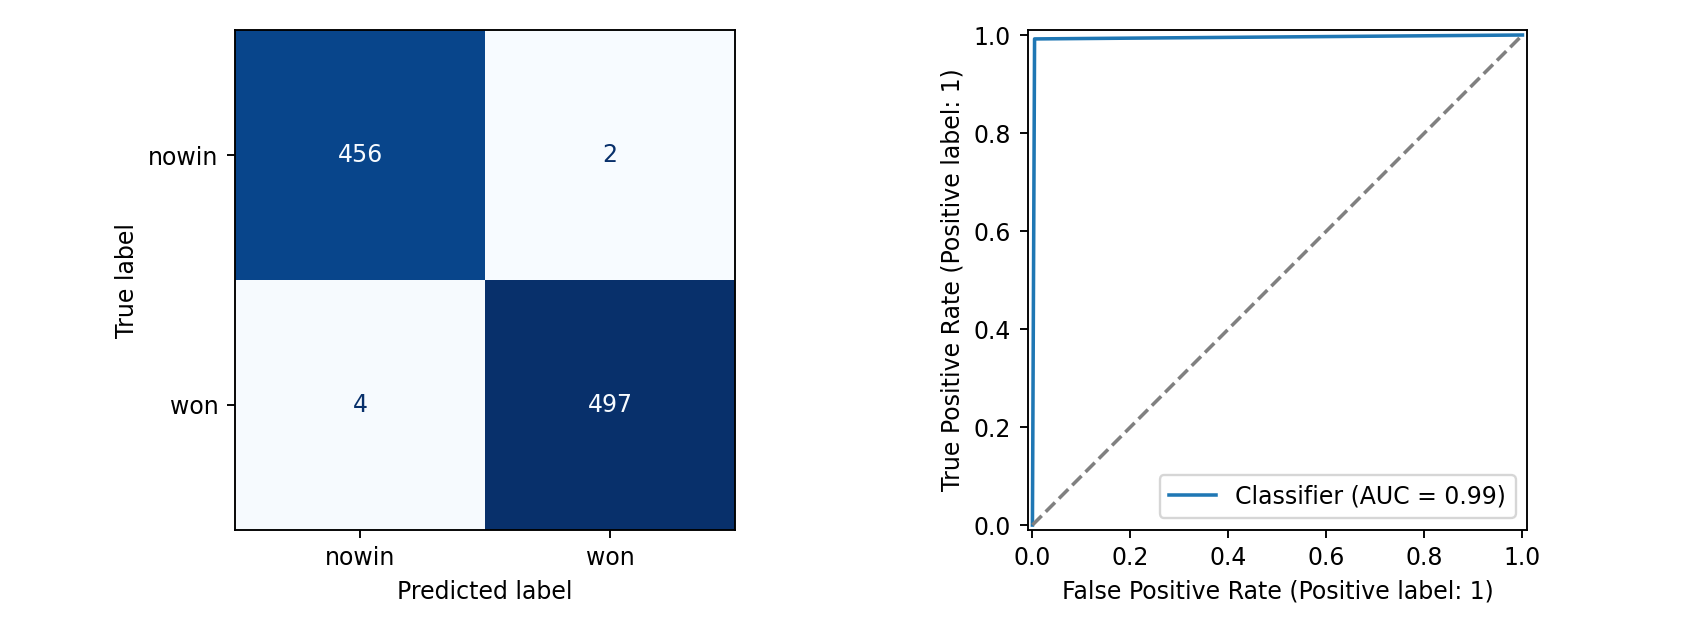 True label
nowin
won
456
2
4
497
nowin
won
Predicted label
True Positive Rate (Positive label: 1)
1.0
0.8
0.6
0.4
0.2
0.0
Classifier (AUC = 0.99)
0.0
0.2
0.4
0.6
0.8
1.0
False Positive Rate (Positive label: 1)